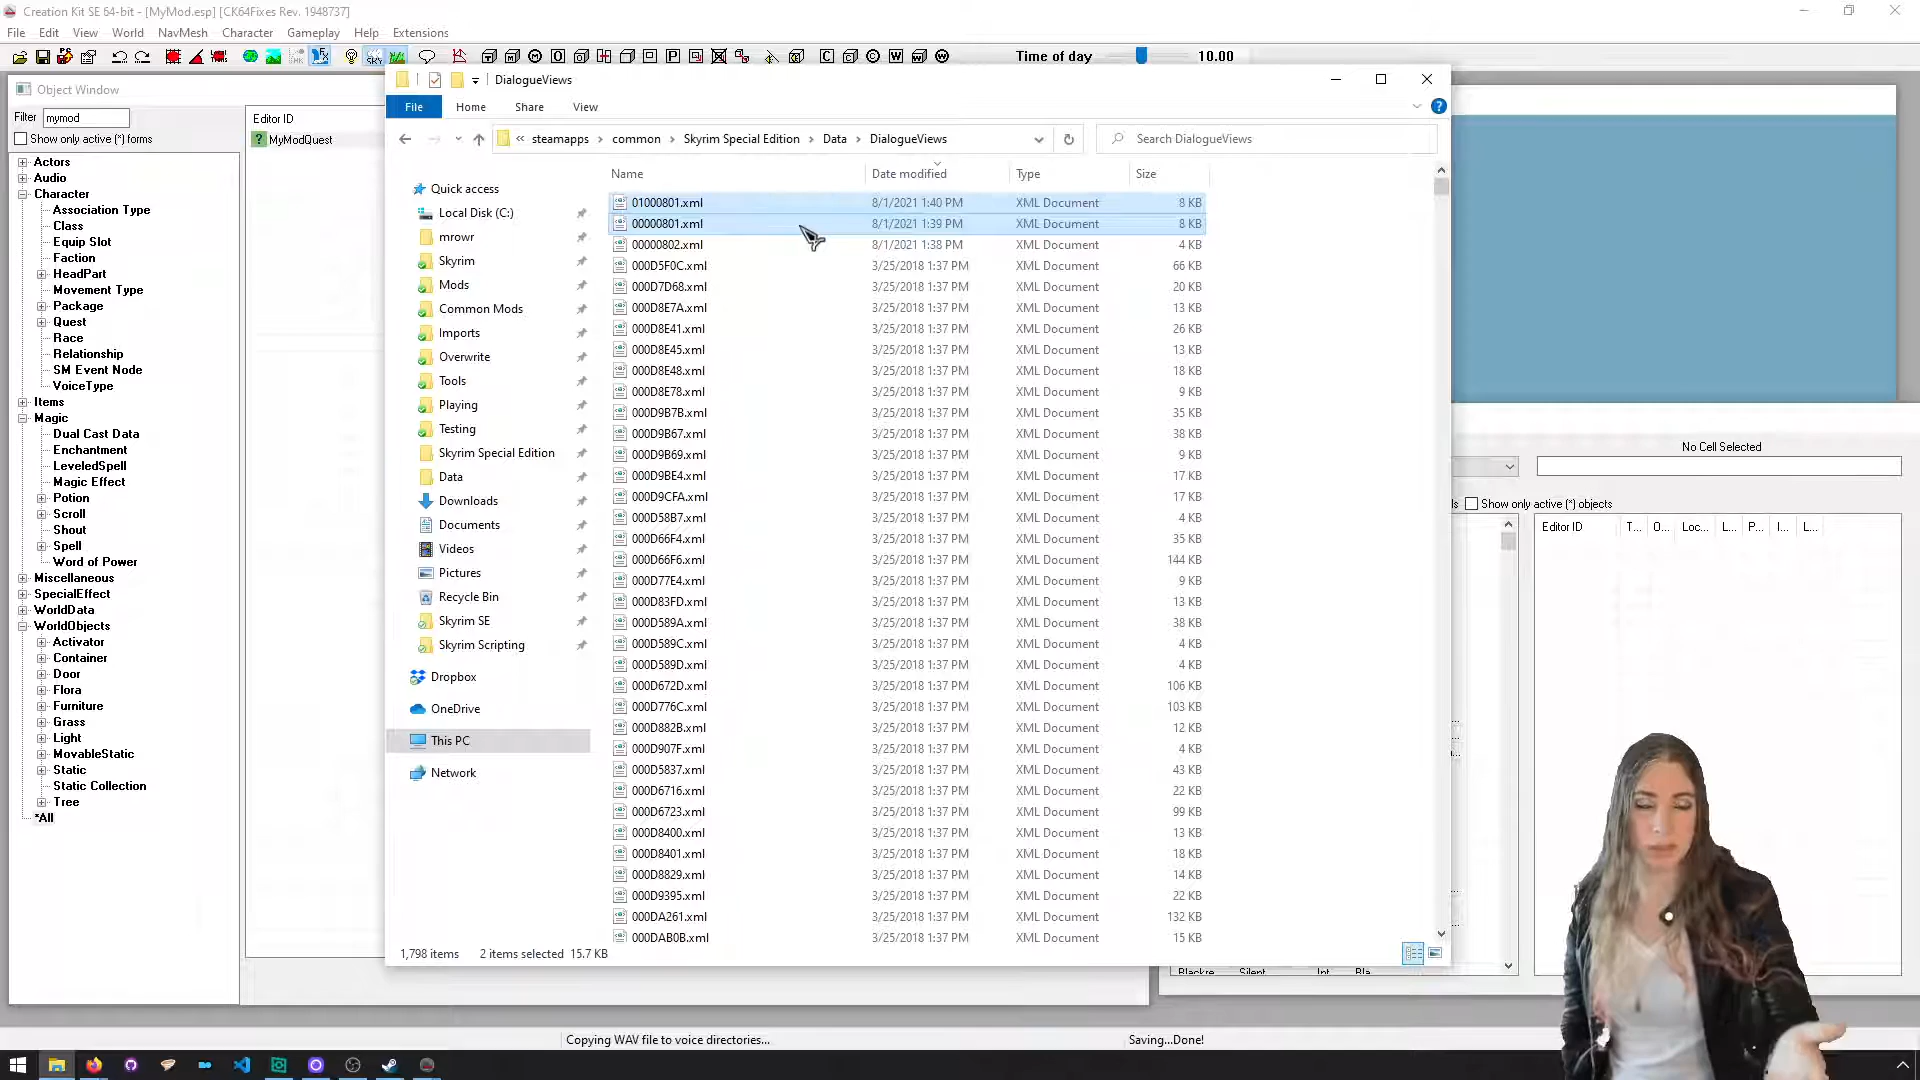 Creation Kit SE 64-bit - [MyMod.esp] [CK64Fixes Rev. 1948737]
File Edit View World NavMesh Character Gameplay Help Extensions
Time of day 10.00
Object Window
Filter mymod
Show only active (*) forms
Actors
Audio
Character
Association Type
Class
Equip Slot
Faction
HeadPart
Movement Type
Package
Quest
Race
Relationship
SM Event Node
VoiceType
Items
Magic
Dual Cast Data
Enchantment
LeveledSpell
Magic Effect
Potion
Scroll
Shout
Spell
Word of Power
Miscellaneous
SpecialEffect
WorldData
WorldObjects
Activator
Container
Door
Flora
Furniture
Grass
Light
MovableStatic
Static
Static Collection
Tree
*All
Editor ID
MyModQuest
DialogueViews
File Home Share View
« steamapps › common › Skyrim Special Edition › Data › DialogueViews
Search DialogueViews
Quick access
Local Disk (C:)
mrowr
Skyrim
Mods
Common Mods
Imports
Overwrite
Tools
Playing
Testing
Skyrim Special Edition
Data
Downloads
Documents
Videos
Pictures
Recycle Bin
Skyrim SE
Skyrim Scripting
Dropbox
OneDrive
This PC
Network
Name Date modified Type Size
01000801.xml 8/1/2021 1:40 PM XML Document 8 KB
00000801.xml 8/1/2021 1:39 PM XML Document 8 KB
00000802.xml 8/1/2021 1:38 PM XML Document 4 KB
000D5F0C.xml 3/25/2018 1:37 PM XML Document 66 KB
000D7D68.xml 3/25/2018 1:37 PM XML Document 20 KB
000D8E7A.xml 3/25/2018 1:37 PM XML Document 13 KB
000D8E41.xml 3/25/2018 1:37 PM XML Document 26 KB
000D8E45.xml 3/25/2018 1:37 PM XML Document 13 KB
000D8E48.xml 3/25/2018 1:37 PM XML Document 18 KB
000D8E78.xml 3/25/2018 1:37 PM XML Document 9 KB
000D9B7B.xml 3/25/2018 1:37 PM XML Document 35 KB
000D9B67.xml 3/25/2018 1:37 PM XML Document 38 KB
000D9B69.xml 3/25/2018 1:37 PM XML Document 9 KB
000D9BE4.xml 3/25/2018 1:37 PM XML Document 17 KB
000D9CFA.xml 3/25/2018 1:37 PM XML Document 17 KB
000D58B7.xml 3/25/2018 1:37 PM XML Document 4 KB
000D66F4.xml 3/25/2018 1:37 PM XML Document 35 KB
000D66F6.xml 3/25/2018 1:37 PM XML Document 144 KB
000D77E4.xml 3/25/2018 1:37 PM XML Document 9 KB
000D83FD.xml 3/25/2018 1:37 PM XML Document 13 KB
000D589A.xml 3/25/2018 1:37 PM XML Document 38 KB
000D589C.xml 3/25/2018 1:37 PM XML Document 4 KB
000D589D.xml 3/25/2018 1:37 PM XML Document 4 KB
000D672D.xml 3/25/2018 1:37 PM XML Document 106 KB
000D776C.xml 3/25/2018 1:37 PM XML Document 103 KB
000D882B.xml 3/25/2018 1:37 PM XML Document 12 KB
000D907F.xml 3/25/2018 1:37 PM XML Document 4 KB
000D5837.xml 3/25/2018 1:37 PM XML Document 43 KB
000D6716.xml 3/25/2018 1:37 PM XML Document 22 KB
000D6723.xml 3/25/2018 1:37 PM XML Document 99 KB
000D8400.xml 3/25/2018 1:37 PM XML Document 13 KB
000D8401.xml 3/25/2018 1:37 PM XML Document 18 KB
000D8829.xml 3/25/2018 1:37 PM XML Document 14 KB
000D9395.xml 3/25/2018 1:37 PM XML Document 22 KB
000DA261.xml 3/25/2018 1:37 PM XML Document 132 KB
000DAB0B.xml 3/25/2018 1:37 PM XML Document 15 KB
1,798 items 2 items selected 15.7 KB
No Cell Selected
Show only active (*) objects
Editor ID T... O... Loc... L... P... I... L...
Silent Int Bla...
Copying WAV file to voice directories...
Saving...Done!